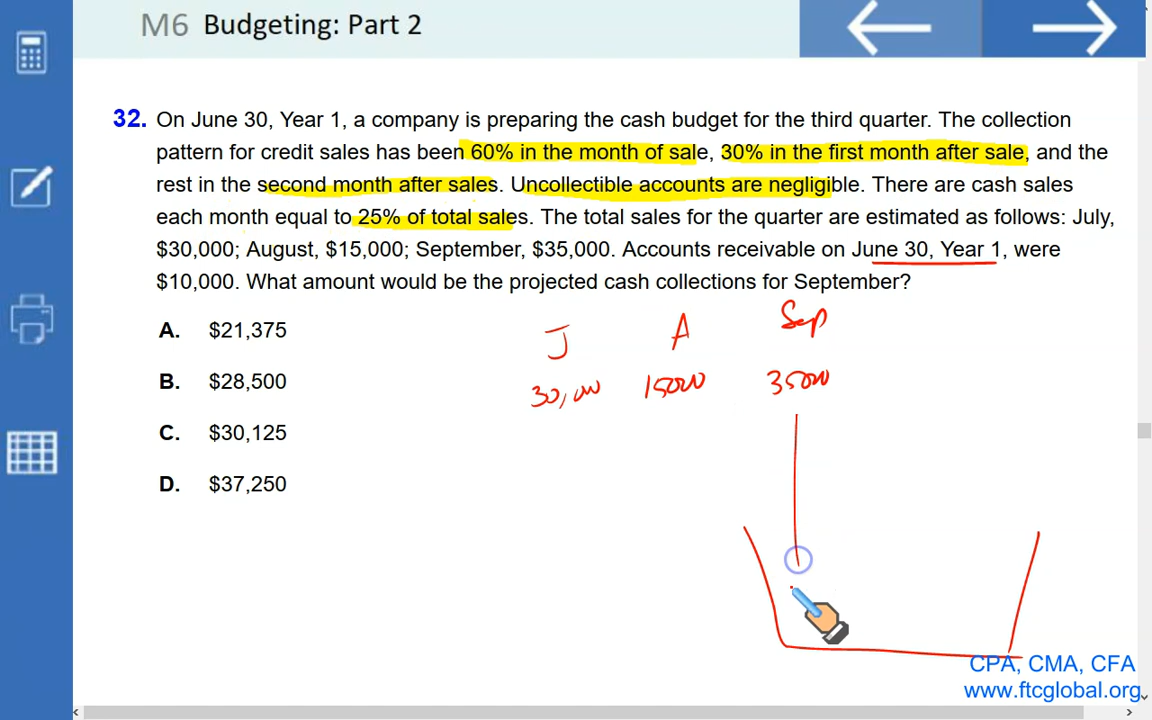 M6 Budgeting: Part 2
32. On June 30, Year 1, a company is preparing the cash budget for the third quarter. The collection
pattern for credit sales has been 60% in the month of sale, 30% in the first month after sale, and the
rest in the second month after sales. Uncollectible accounts are negligible. There are cash sales
each month equal to 25% of total sales. The total sales for the quarter are estimated as follows: July,
$30,000; August, $15,000; September, $35,000. Accounts receivable on June 30, Year 1, were
$10,000. What amount would be the projected cash collections for September?
A. $21,375
B. $28,500
C. $30,125
D. $37,250
J A Sep
30,000 15000 35000
CPA, CMA, CFA
www.ftcglobal.org